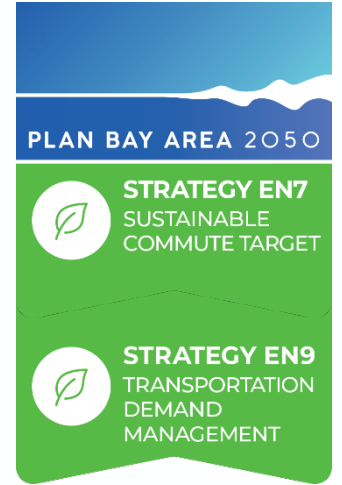 PLAN BAY AREA 2050
STRATEGY EN7
SUSTAINABLE
COMMUTE TARGET
STRATEGY EN9
TRANSPORTATION
DEMAND
MANAGEMENT